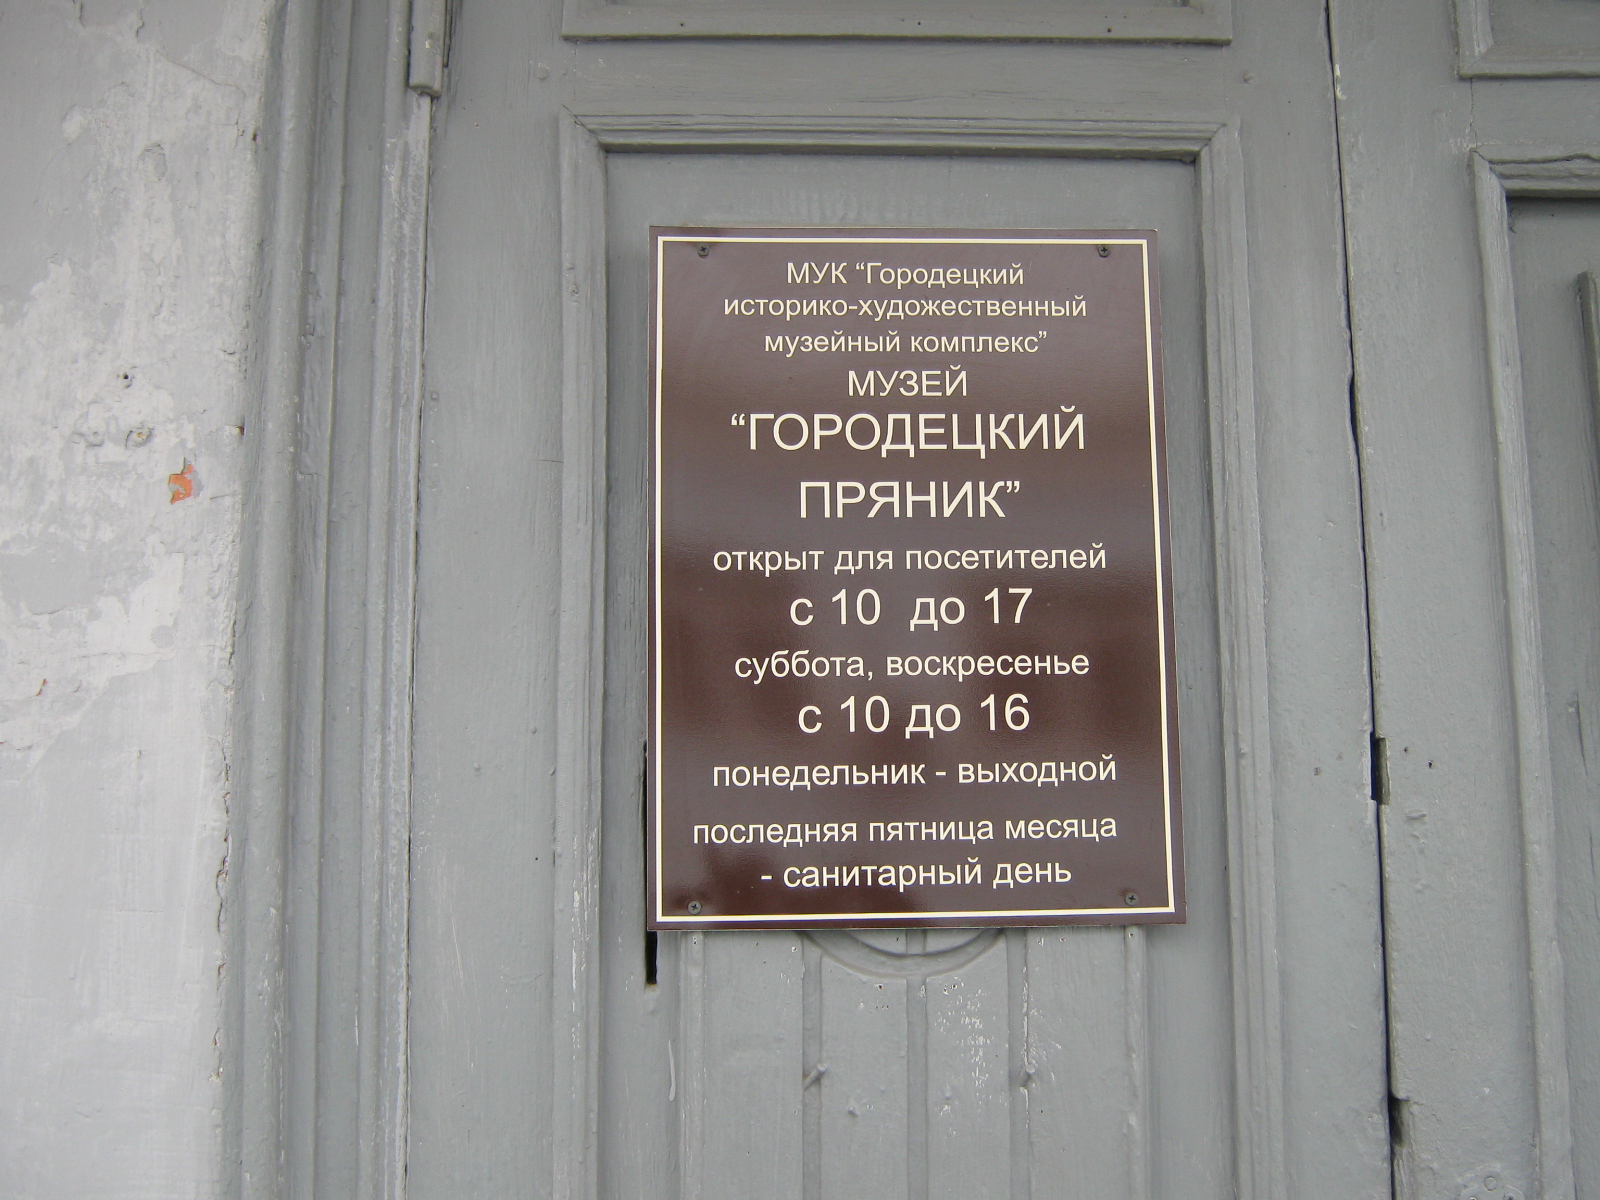 МУК “Городецкий
историко-художественный
музейный комплекс”
МУЗЕЙ
“ГОРОДЕЦКИЙ
ПРЯНИК”
открыт для посетителей
с 10 до 17
суббота, воскресенье
с 10 до 16
понедельник - выходной
последняя пятница месяца
- санитарный день